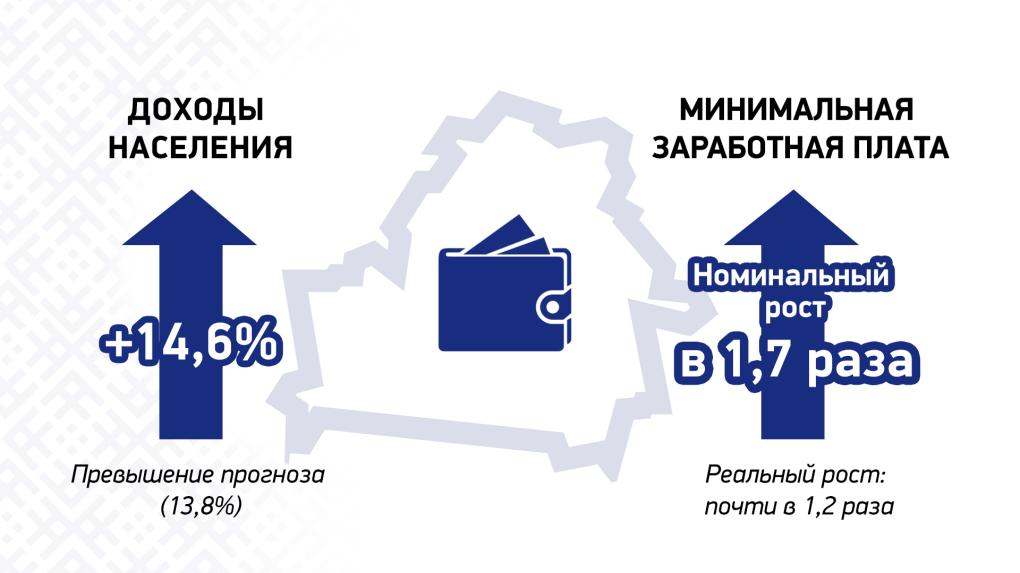 ДОХОДЫ
НАСЕЛЕНИЯ
+14,6%
Превышение прогноза
(13,8%)
МИНИМАЛЬНАЯ
ЗАРАБОТНАЯ ПЛАТА
Номинальный
рост
в 1,7 раза
Реальный рост:
почти в 1,2 раза